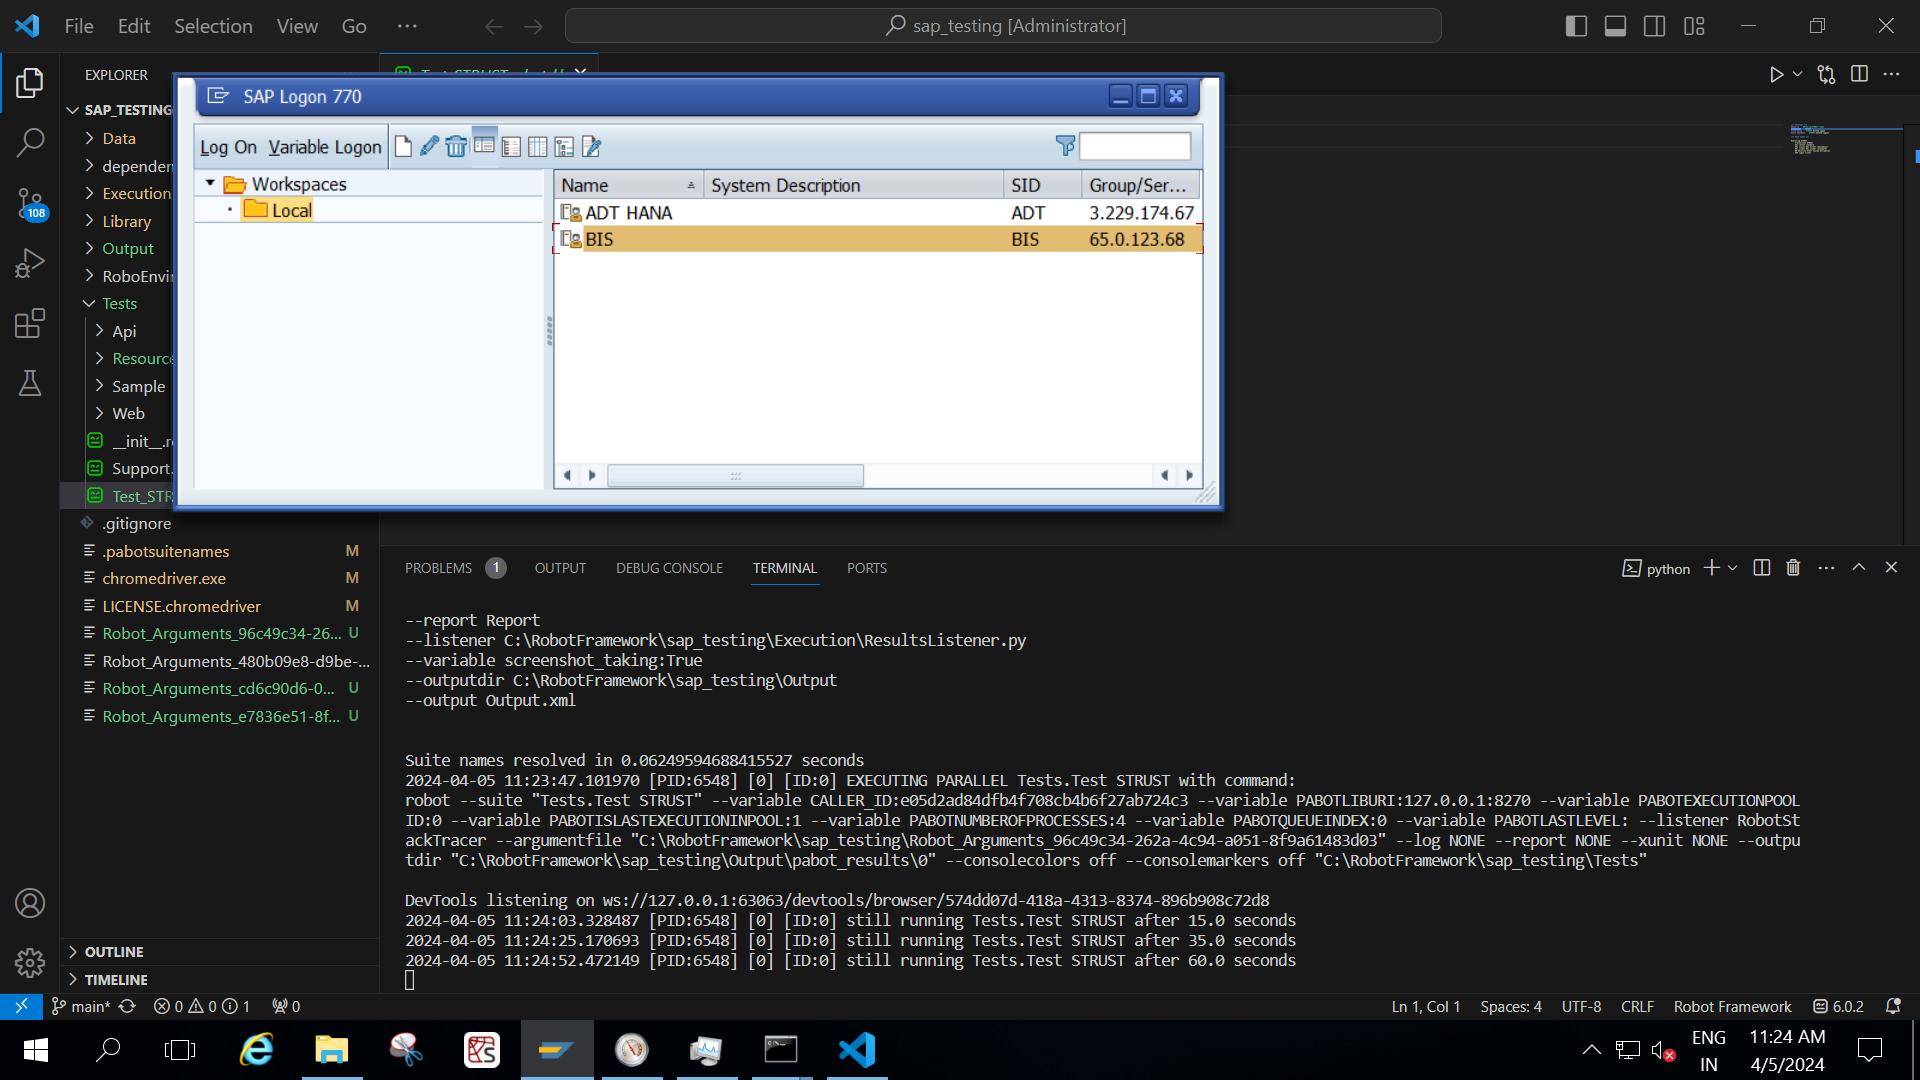 File Edit Selection View Go ···
sap_testing [Administrator]
EXPLORER
SAP_TESTING
Data
Execution
Library
Output
Tests
Api
Sample
Web
.gitignore
.pabotsuitenames M
chromedriver.exe M
LICENSE.chromedriver M
Robot_Arguments_96c49c34-26... U
Robot_Arguments_480b09e8-d9be-...
Robot_Arguments_cd6c90d6-0... U
Robot_Arguments_e7836e51-8f... U
OUTLINE
TIMELINE
108
SAP Logon 770
Log On Variable Logon
Workspaces
Local
Name System Description SID Group/Ser...
ADT HANA ADT 3.229.174.67
BIS BIS 65.0.123.68
PROBLEMS 1 OUTPUT DEBUG CONSOLE TERMINAL PORTS
python
--report Report
--listener C:\RobotFramework\sap_testing\Execution\ResultsListener.py
--variable screenshot_taking:True
--outputdir C:\RobotFramework\sap_testing\Output
--output Output.xml
Suite names resolved in 0.06249594688415527 seconds
2024-04-05 11:23:47.101970 [PID:6548] [0] [ID:0] EXECUTING PARALLEL Tests.Test STRUST with command:
robot --suite "Tests.Test STRUST" --variable CALLER_ID:e05d2ad84dfb4f708cb4b6f27ab724c3 --variable PABOTLIBURI:127.0.0.1:8270 --variable PABOTEXECUTIONPOOL
ID:0 --variable PABOTISLASTEXECUTIONINPOOL:1 --variable PABOTNUMBEROFPROCESSES:4 --variable PABOTQUEUEINDEX:0 --variable PABOTLASTLEVEL: --listener RobotSt
ackTracer --argumentfile "C:\RobotFramework\sap_testing\Robot_Arguments_96c49c34-262a-4c94-a051-8f9a61483d03" --log NONE --report NONE --xunit NONE --outpu
tdir "C:\RobotFramework\sap_testing\Output\pabot_results\0" --consolecolors off --consolemarkers off "C:\RobotFramework\sap_testing\Tests"
DevTools listening on ws://127.0.0.1:63063/devtools/browser/574dd07d-418a-4313-8374-896b908c72d8
2024-04-05 11:24:03.328487 [PID:6548] [0] [ID:0] still running Tests.Test STRUST after 15.0 seconds
2024-04-05 11:24:25.170693 [PID:6548] [0] [ID:0] still running Tests.Test STRUST after 35.0 seconds
2024-04-05 11:24:52.472149 [PID:6548] [0] [ID:0] still running Tests.Test STRUST after 60.0 seconds
main* 0 0 1 0
Ln 1, Col 1 Spaces: 4 UTF-8 CRLF Robot Framework 6.0.2
ENG
IN
11:24 AM
4/5/2024